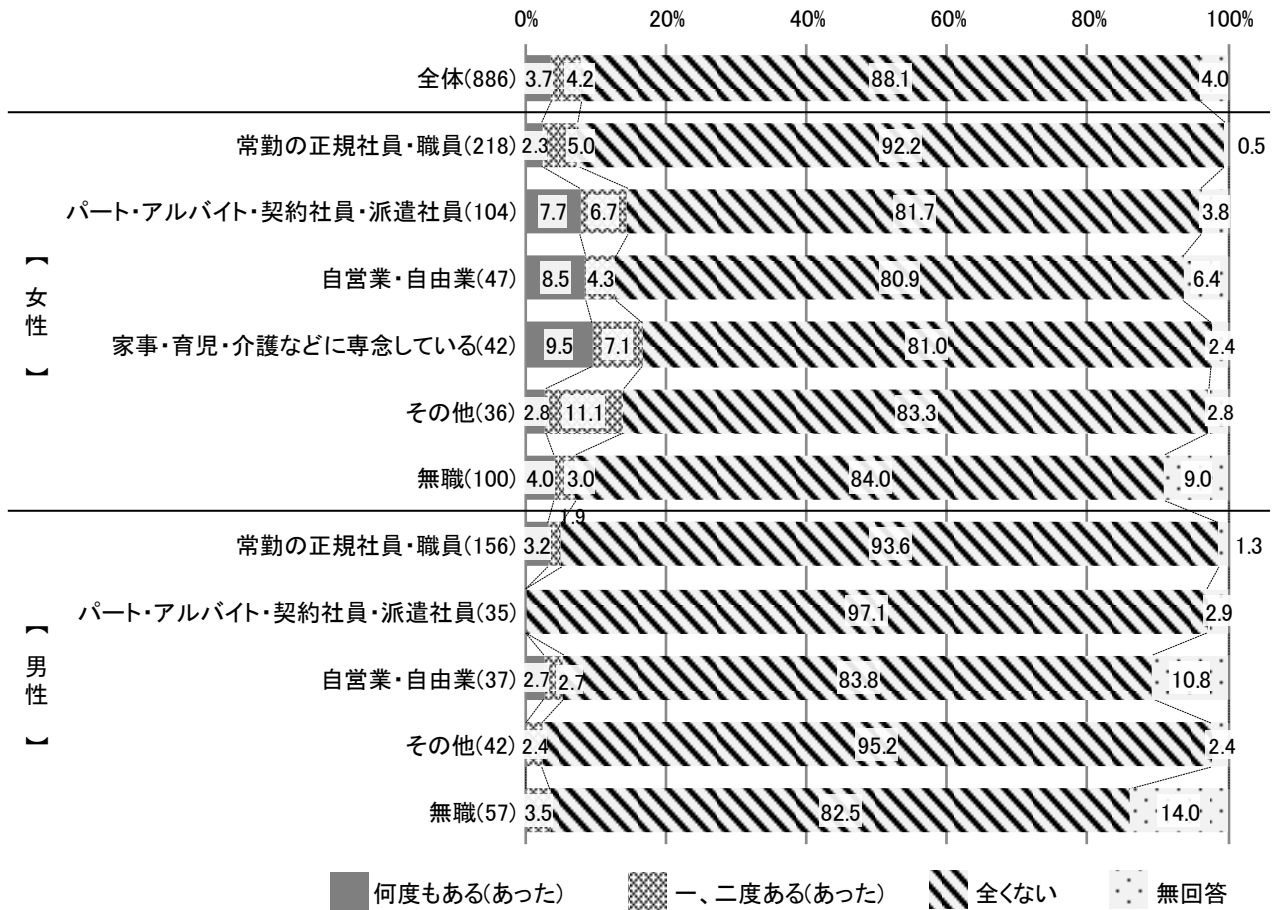 0% 20% 40% 60% 80% 100%
全体(886) 3.7 4.2 88.1 4.0
【女性】
常勤の正規社員・職員(218) 2.3 5.0 92.2 0.5
パート・アルバイト・契約社員・派遣社員(104) 7.7 6.7 81.7 3.8
自営業・自由業(47) 8.5 4.3 80.9 6.4
家事・育児・介護などに専念している(42) 9.5 7.1 81.0 2.4
その他(36) 2.8 11.1 83.3 2.8
無職(100) 4.0 3.0 84.0 9.0
【男性】
常勤の正規社員・職員(156) 3.2 1.9 93.6 1.3
パート・アルバイト・契約社員・派遣社員(35) 97.1 2.9
自営業・自由業(37) 2.7 2.7 83.8 10.8
その他(42) 2.4 95.2 2.4
無職(57) 3.5 82.5 14.0
何度もある(あった) 一、二度ある(あった) 全くない 無回答